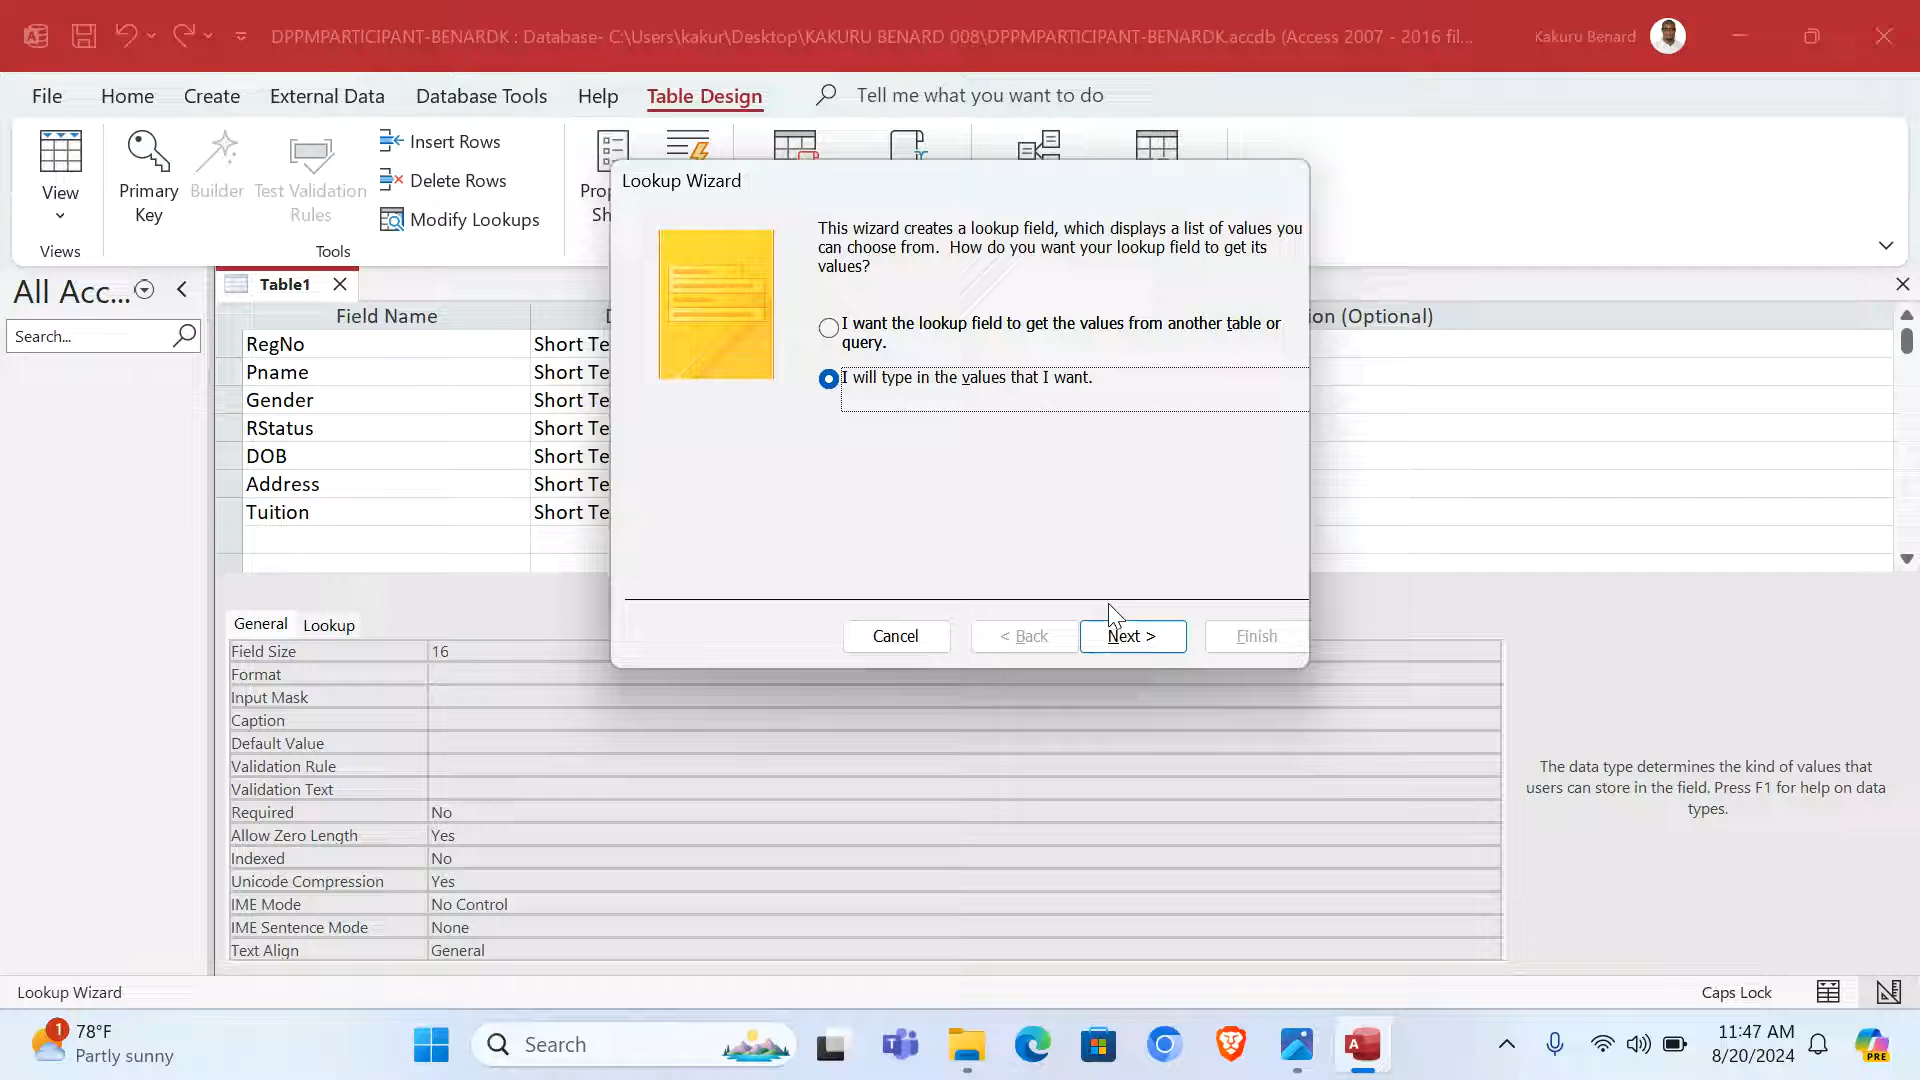 DPPMPARTICIPANT-BENARDK : Database- C:\Users\kakur\Desktop\KAKURU BENARD 008\DPPMPARTICIPANT-BENARDK.accdb (Access 2007 - 2016 fil...
Kakuru Benard
File Home Create External Data Database Tools Help Table Design Tell me what you want to do
View
Primary
Key
Builder
Test Validation
Rules
Insert Rows
Delete Rows
Modify Lookups
Views
Tools
Lookup Wizard
This wizard creates a lookup field, which displays a list of values you
can choose from.  How do you want your lookup field to get its
values?
I want the lookup field to get the values from another table or
query.
I will type in the values that I want.
Cancel < Back Next > Finish
All Acc...
Search...
Table1
Field Name
ion (Optional)
RegNo Short Te
Pname Short Te
Gender Short Te
RStatus Short Te
DOB Short Te
Address Short Te
Tuition Short Te
General Lookup
Field Size 16
Format
Input Mask
Caption
Default Value
Validation Rule
Validation Text
Required No
Allow Zero Length Yes
Indexed No
Unicode Compression Yes
IME Mode No Control
IME Sentence Mode None
Text Align General
The data type determines the kind of values that
users can store in the field. Press F1 for help on data
types.
Lookup Wizard
Caps Lock
1
78°F
Partly sunny
Search
11:47 AM
8/20/2024
PRE